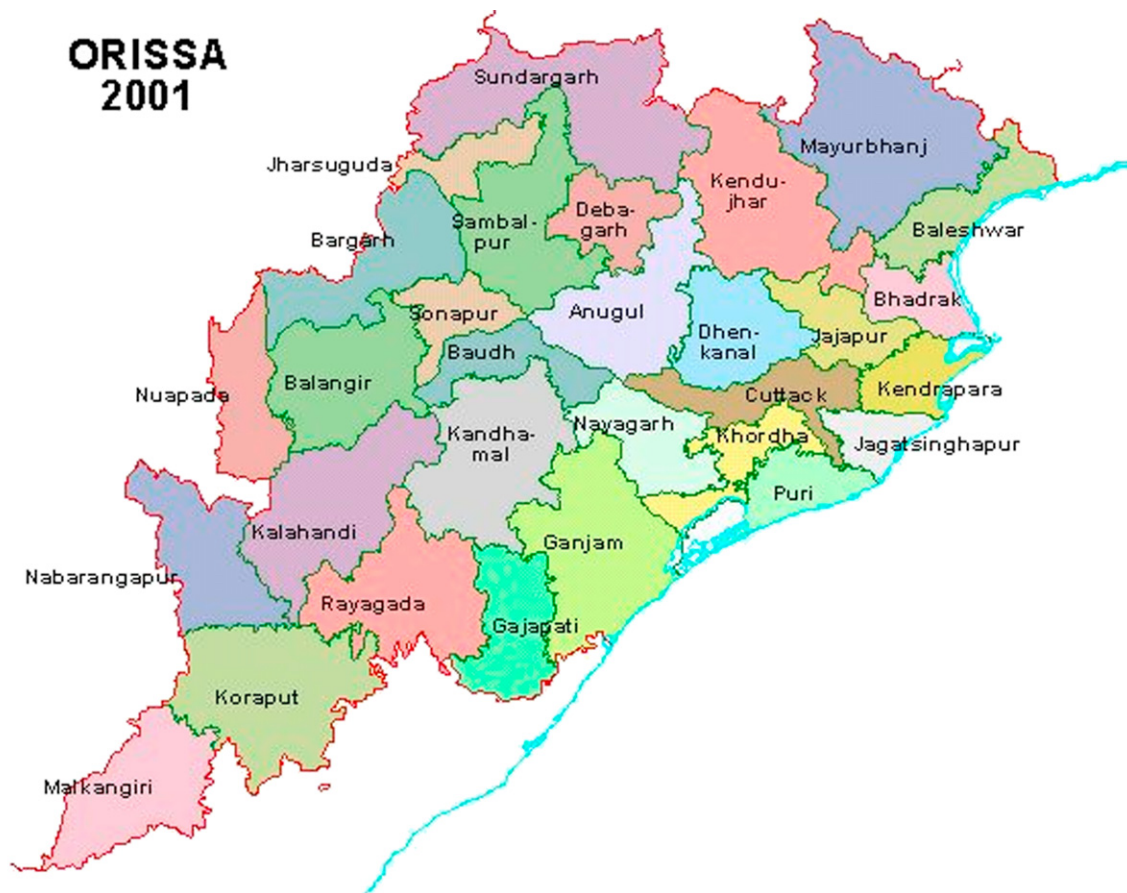 ORISSA
2001
Sundargarh
Mayurbhanj
Jharsuguda
Kendu-
jhar
Deba-
garh
Sambal-
pur
Baleshwar
Bargarh
Bhadrak
Sonapur
Anugul
Dhen-
kanal
Jajapur
Baudh
Balangir
Nuapada
Cuttack
Kendrapara
Nayagarh
Khordha
Jagatsinghapur
Kandha-
mal
Puri
Kalahandi
Ganjam
Nabarangapur
Rayagada
Gajapati
Koraput
Malkangiri